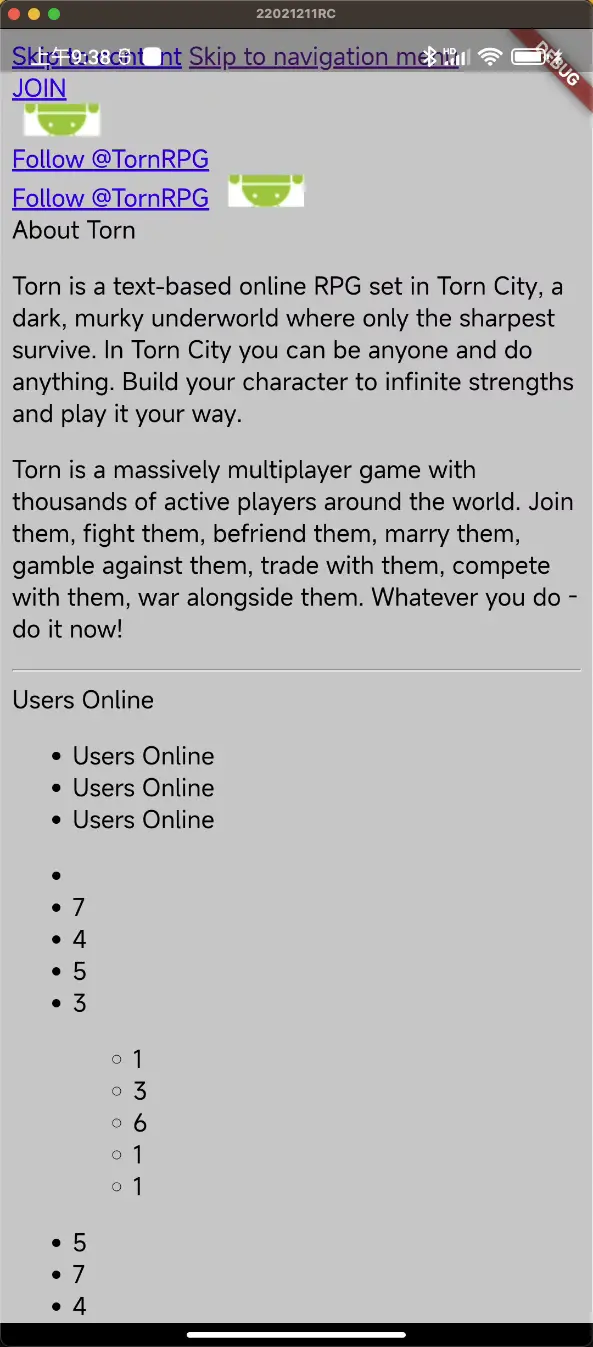 22021211RC
上午9:38
Skip to content Skip to navigation menu
HD
DEBUG
JOIN
Follow @TornRPG
Follow @TornRPG
About Torn
Torn is a text-based online RPG set in Torn City, a
dark, murky underworld where only the sharpest
survive. In Torn City you can be anyone and do
anything. Build your character to infinite strengths
and play it your way.
Torn is a massively multiplayer game with
thousands of active players around the world. Join
them, fight them, befriend them, marry them,
gamble against them, trade with them, compete
with them, war alongside them. Whatever you do -
do it now!
Users Online
Users Online
Users Online
Users Online
7
4
5
3
1
3
6
1
1
5
7
4